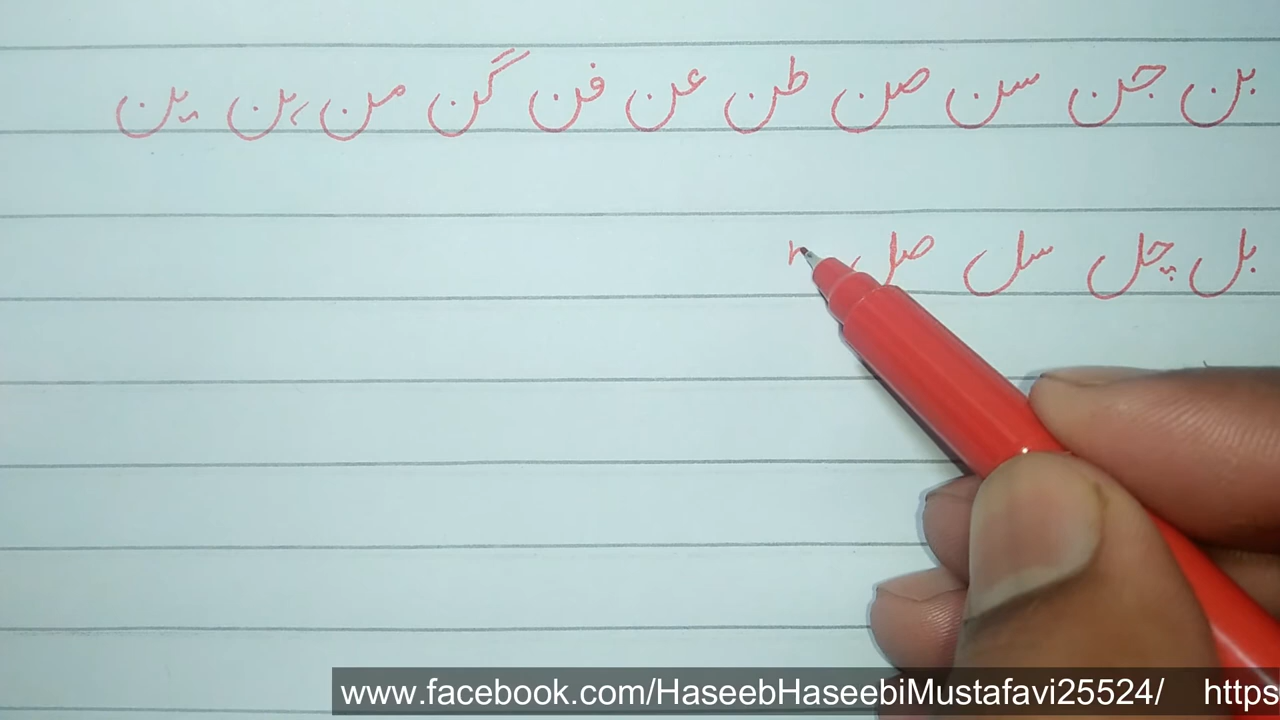 بن جن سن صن طن عن فن گن من ہن ین
بل چل سل صل
www.facebook.com/HaseebHaseebiMustafavi25524/ https